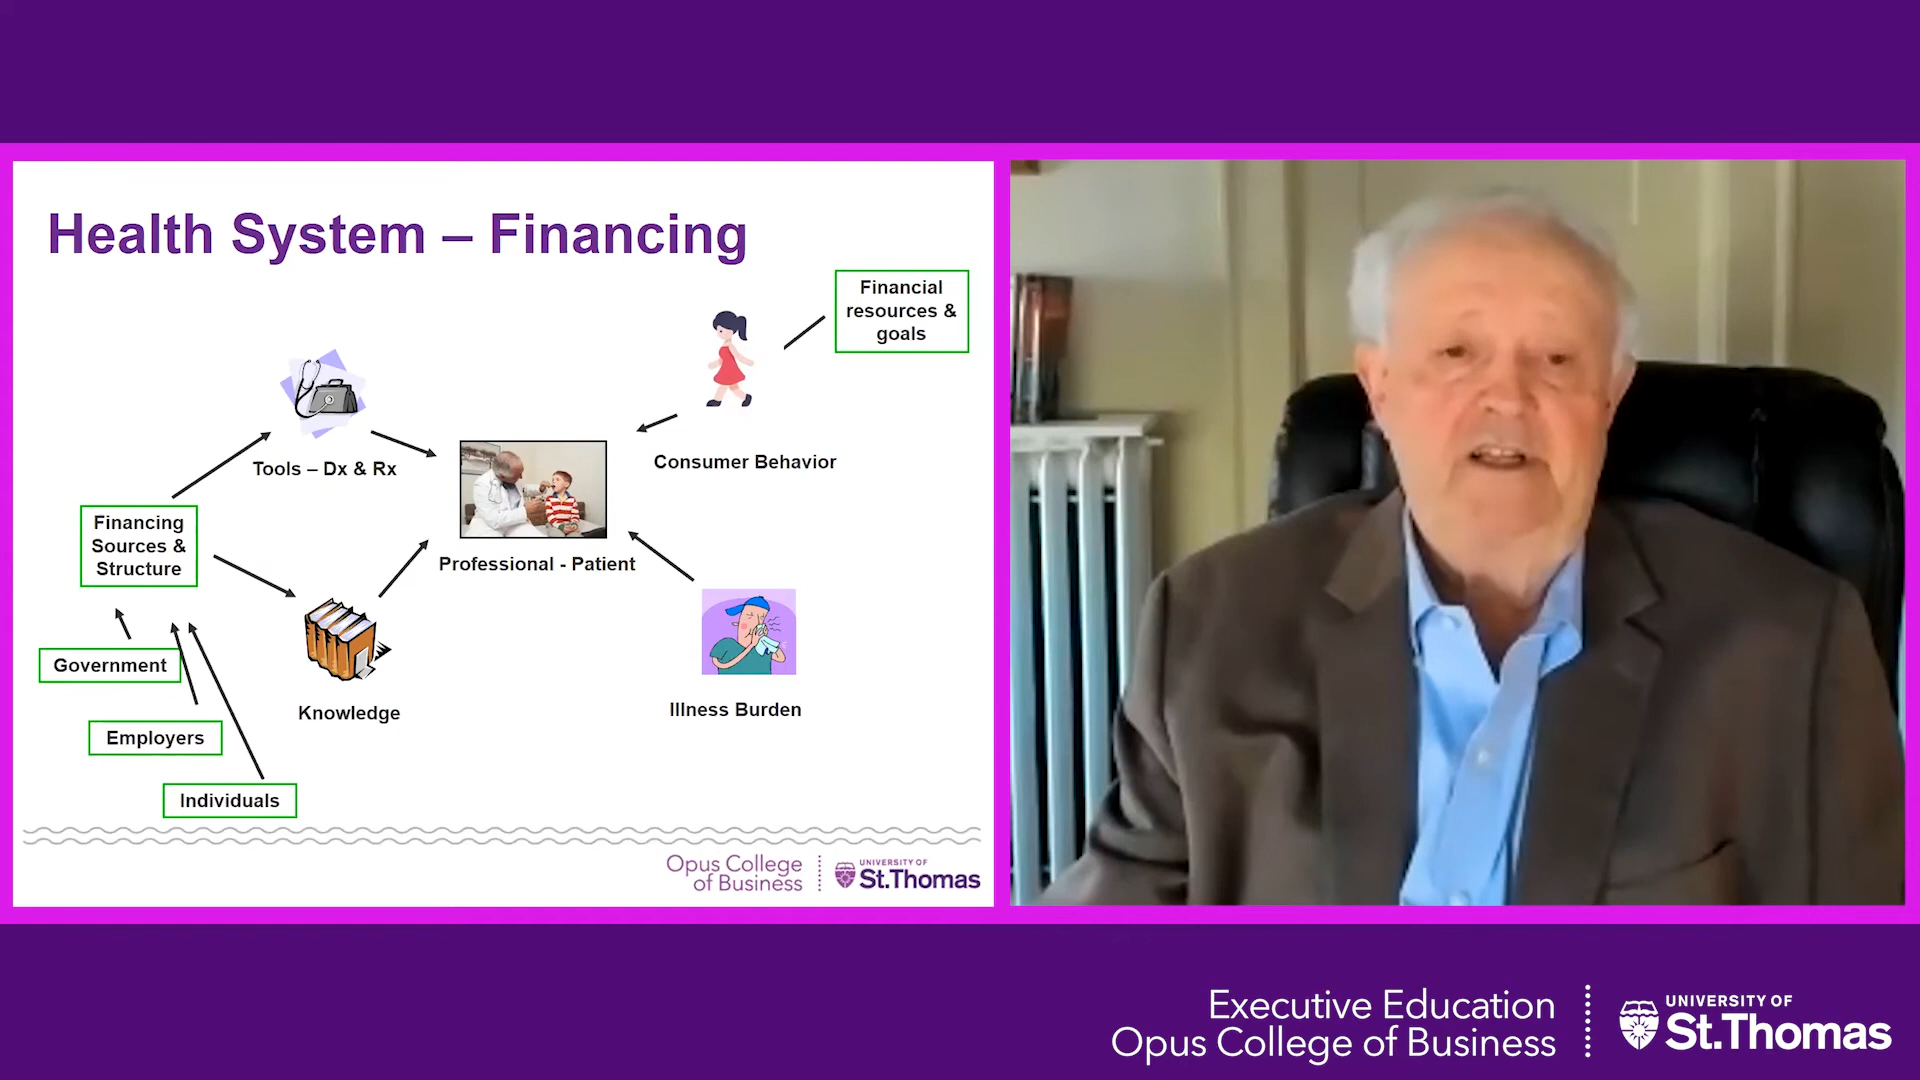 Health System – Financing
Financial
resources &
goals
Tools – Dx & Rx
Consumer Behavior
Financing
Sources &
Structure
Professional - Patient
Government
Knowledge
Illness Burden
Employers
Individuals
Opus College
of Business
UNIVERSITY OF
St.Thomas
Executive Education
Opus College of Business
UNIVERSITY OF
St.Thomas